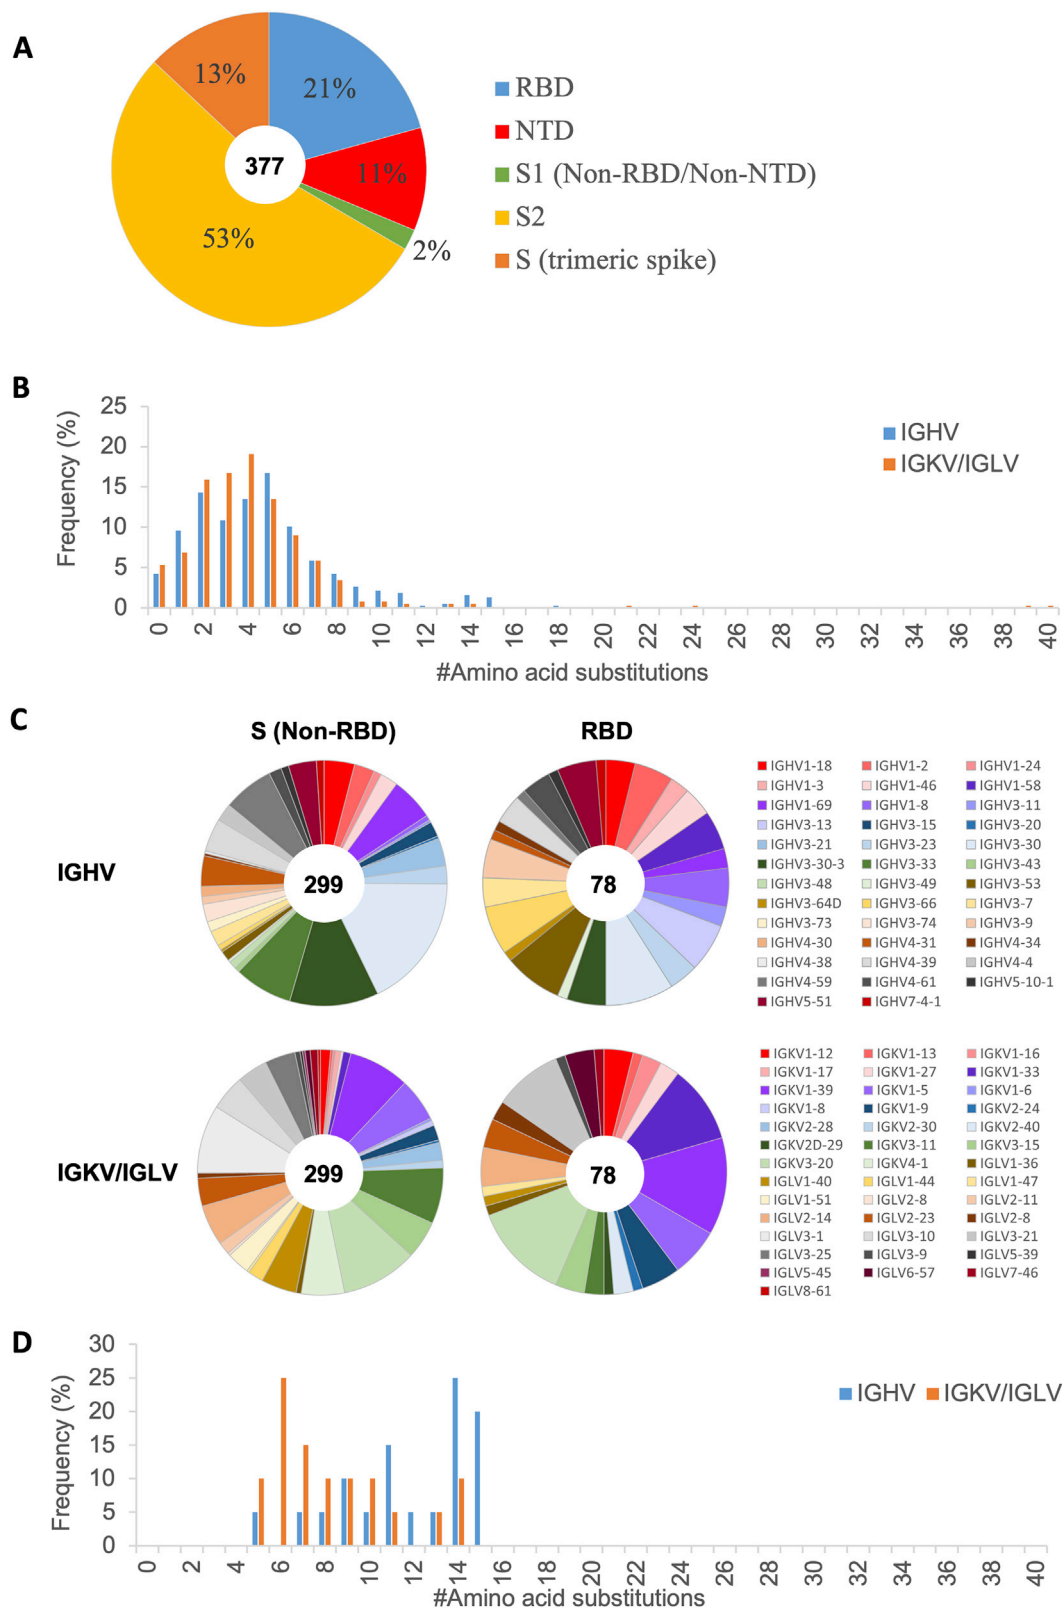 A
13%
21%
377
11%
53%
2%
RBD
NTD
S1 (Non-RBD/Non-NTD)
S2
S (trimeric spike)
B
Frequency (%)
25
20
15
10
5
0
IGHV
IGKV/IGLV
0 2 4 6 8 10 12 14 16 18 20 22 24 26 28 30 32 34 36 38 40
#Amino acid substitutions
C
S (Non-RBD) RBD
IGHV
299
78
IGHV1-18 IGHV1-2 IGHV1-24
IGHV1-3 IGHV1-46 IGHV1-58
IGHV1-69 IGHV1-8 IGHV3-11
IGHV3-13 IGHV3-15 IGHV3-20
IGHV3-21 IGHV3-23 IGHV3-30
IGHV3-30-3 IGHV3-33 IGHV3-43
IGHV3-48 IGHV3-49 IGHV3-53
IGHV3-64D IGHV3-66 IGHV3-7
IGHV3-73 IGHV3-74 IGHV3-9
IGHV4-30 IGHV4-31 IGHV4-34
IGHV4-38 IGHV4-39 IGHV4-4
IGHV4-59 IGHV4-61 IGHV5-10-1
IGHV5-51 IGHV7-4-1
IGKV/IGLV
299
78
IGKV1-12 IGKV1-13 IGKV1-16
IGKV1-17 IGKV1-27 IGKV1-33
IGKV1-39 IGKV1-5 IGKV1-6
IGKV1-8 IGKV1-9 IGKV2-24
IGKV2-28 IGKV2-30 IGKV2-40
IGKV2D-29 IGKV3-11 IGKV3-15
IGKV3-20 IGKV4-1 IGLV1-36
IGLV1-40 IGLV1-44 IGLV1-47
IGLV1-51 IGLV2-8 IGLV2-11
IGLV2-14 IGLV2-23 IGLV2-8
IGLV3-1 IGLV3-10 IGLV3-21
IGLV3-25 IGLV3-9 IGLV5-39
IGLV5-45 IGLV6-57 IGLV7-46
IGLV8-61
D
Frequency (%)
30
25
20
15
10
5
0
IGHV IGKV/IGLV
0 2 4 6 8 10 12 14 16 18 20 22 24 26 28 30 32 34 36 38 40
#Amino acid substitutions